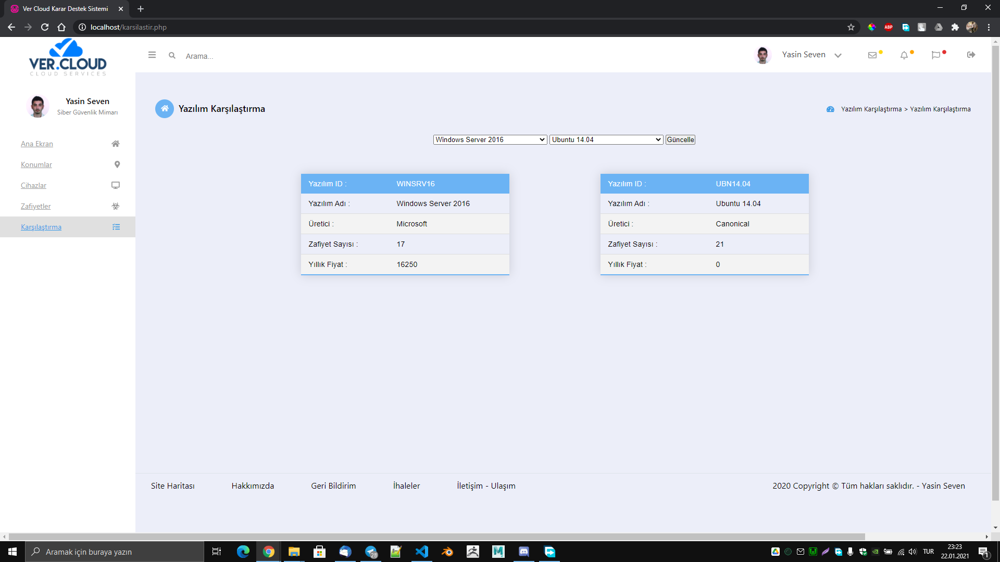 Ver Cloud Karar Destek Sistemi
localhost/karsilastir.php
ABP
VER.CLOUD
CLOUD SERVICES
Arama...
Yasin Seven
Yasin Seven
Siber Güvenlik Mimarı
Ana Ekran
Konumlar
Cihazlar
Zafiyetler
Karşılaştırma
Yazılım Karşılaştırma
Yazılım Karşılaştırma > Yazılım Karşılaştırma
Windows Server 2016 Ubuntu 14.04 Güncelle
Yazılım ID : WINSRV16
Yazılım Adı : Windows Server 2016
Üretici : Microsoft
Zafiyet Sayısı : 17
Yıllık Fiyat : 16250
Yazılım ID : UBN14.04
Yazılım Adı : Ubuntu 14.04
Üretici : Canonical
Zafiyet Sayısı : 21
Yıllık Fiyat : 0
Site Haritası Hakkımızda Geri Bildirim İhaleler İletişim - Ulaşım 2020 Copyright © Tüm hakları saklıdır. - Yasin Seven
Aramak için buraya yazın
28
TUR
23:23
22.01.2021
1